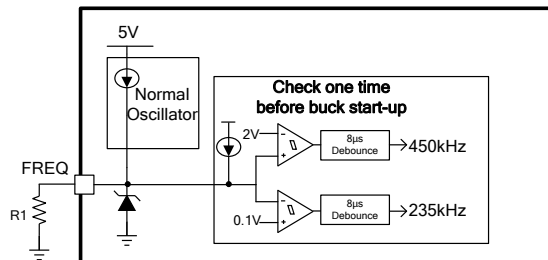 5V
Normal
Oscillator
Check one time
before buck start-up
2V
8µs
Debounce
450kHz
FREQ
R1
0.1V
8µs
Debounce
235kHz